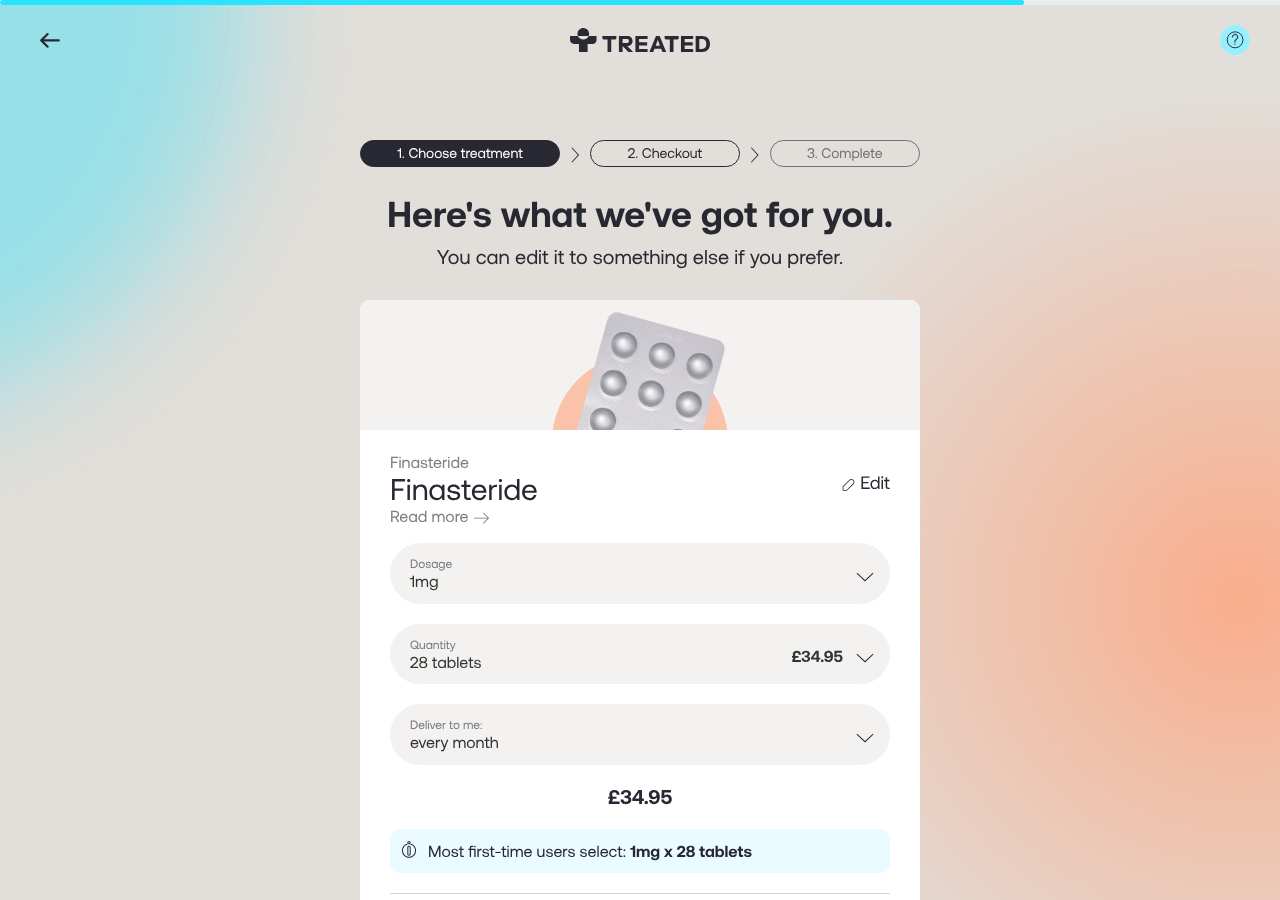 TREATED
1. Choose treatment
2. Checkout
3. Complete
Here's what we've got for you.
You can edit it to something else if you prefer.
Finasteride
Finasteride
Edit
Read more
Dosage
1mg
Quantity
28 tablets
£34.95
Deliver to me:
every month
£34.95
Most first-time users select: 1mg x 28 tablets